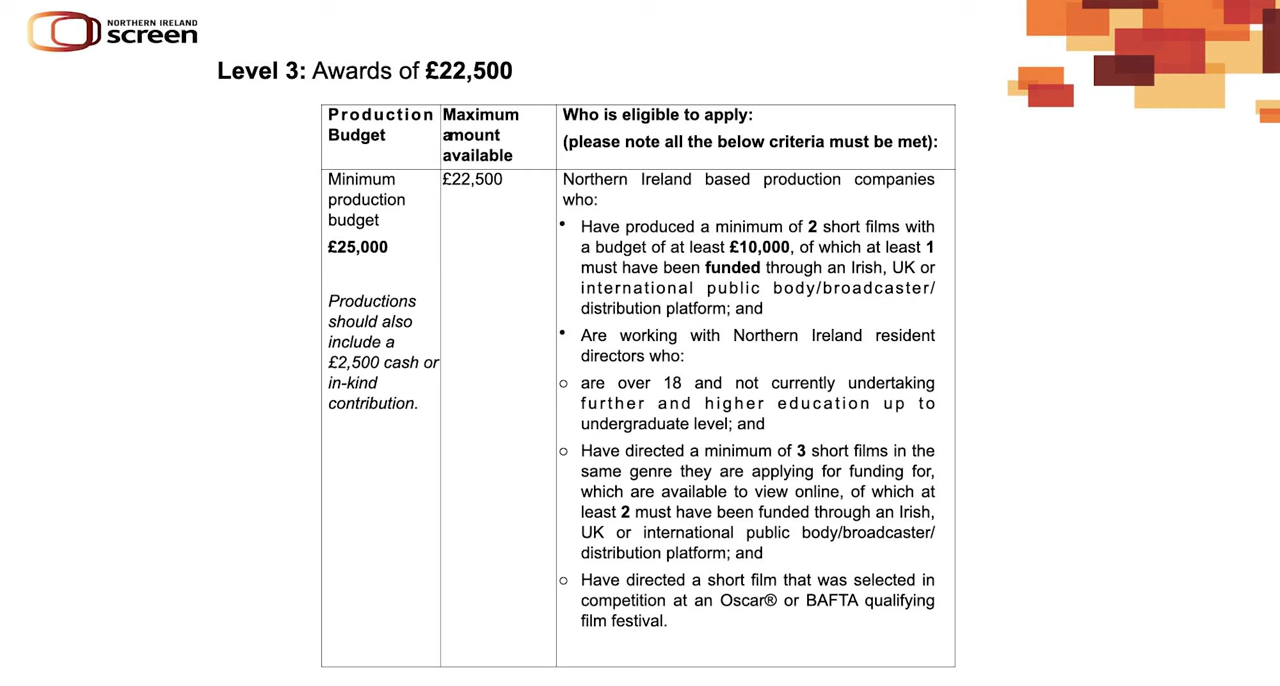 NORTHERN IRELAND
screen
Level 3: Awards of £22,500
Production
Budget
Maximum
amount
available
Who is eligible to apply:
(please note all the below criteria must be met):
Minimum
production
budget
£25,000
Productions
should also
include a
£2,500 cash or
in-kind
contribution.
£22,500
Northern Ireland based production companies
who:
• Have produced a minimum of 2 short films with
a budget of at least £10,000, of which at least 1
must have been funded through an Irish, UK or
international public body/broadcaster/
distribution platform; and
• Are working with Northern Ireland resident
directors who:
○ are over 18 and not currently undertaking
further and higher education up to
undergraduate level; and
○ Have directed a minimum of 3 short films in the
same genre they are applying for funding for,
which are available to view online, of which at
least 2 must have been funded through an Irish,
UK or international public body/broadcaster/
distribution platform; and
○ Have directed a short film that was selected in
competition at an Oscar® or BAFTA qualifying
film festival.